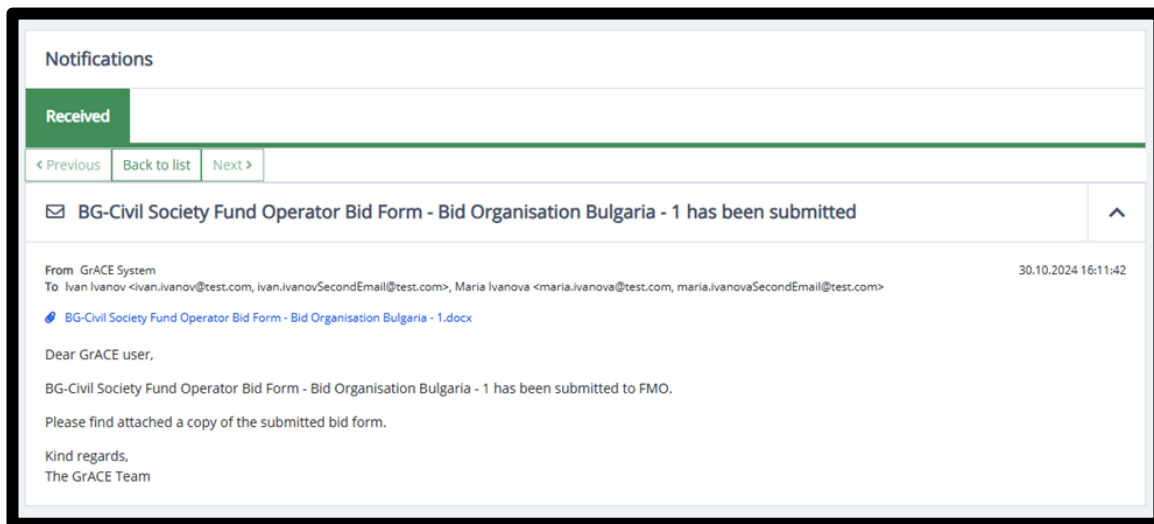 Notifications
Received
Previous
Back to list
Next
BG-Civil Society Fund Operator Bid Form - Bid Organisation Bulgaria - 1 has been submitted
From GrACE System
30.10.2024 16:11:42
To Ivan Ivanov <ivan.ivanov@test.com, ivan.ivanovSecondEmail@test.com>, Maria Ivanova <maria.ivanova@test.com, maria.ivanovaSecondEmail@test.com>
BG-Civil Society Fund Operator Bid Form - Bid Organisation Bulgaria - 1.docx
Dear GrACE user,
BG-Civil Society Fund Operator Bid Form - Bid Organisation Bulgaria - 1 has been submitted to FMO.
Please find attached a copy of the submitted bid form.
Kind regards,
The GrACE Team